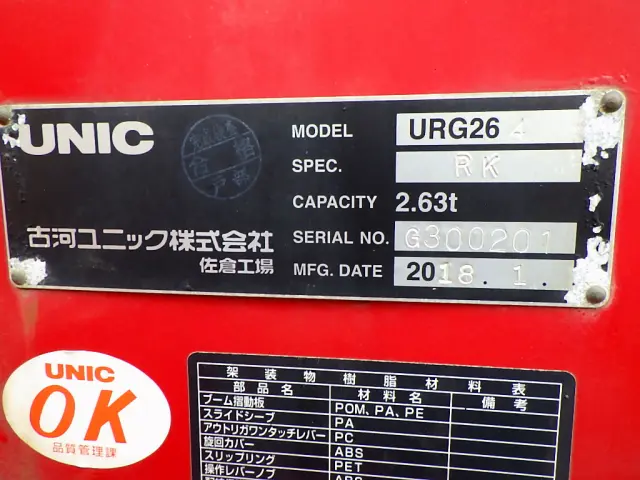 UNIC
MODEL URG26 4
SPEC. RK
CAPACITY 2.63t
古河ユニック株式会社 SERIAL NO. G300201
佐倉工場 MFG. DATE 2018. 1.
UNIC
OK
品質管理課
架装物樹脂材料表
部品名 材料名 備考
ブーム摺動板 POM, PA, PE
スライドシーブ PA
アウトリガワンタッチレバー PC
旋回カバー ABS
スリップリング PET
操作レバーノブ ABS